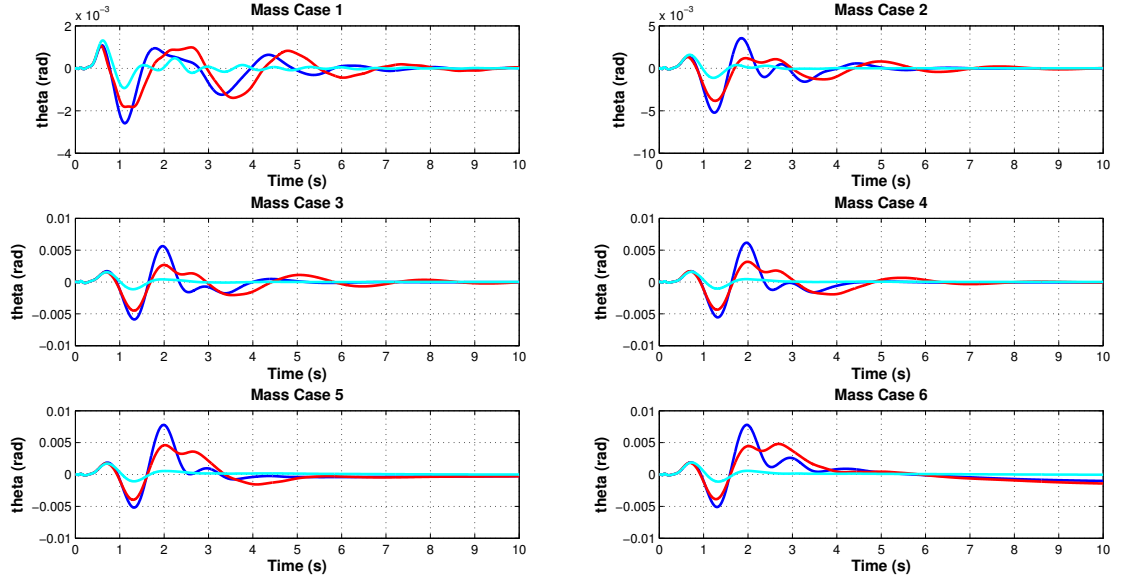 Mass Case 1
x 10⁻³
theta (rad)
2
0
−2
−4
0 1 2 3 4 5 6 7 8 9 10
Time (s)
Mass Case 2
x 10⁻³
theta (rad)
5
0
−5
−10
0 1 2 3 4 5 6 7 8 9 10
Time (s)
Mass Case 3
theta (rad)
0.01
0.005
0
−0.005
−0.01
0 1 2 3 4 5 6 7 8 9 10
Time (s)
Mass Case 4
theta (rad)
0.01
0.005
0
−0.005
−0.01
0 1 2 3 4 5 6 7 8 9 10
Time (s)
Mass Case 5
theta (rad)
0.01
0.005
0
−0.005
−0.01
0 1 2 3 4 5 6 7 8 9 10
Time (s)
Mass Case 6
theta (rad)
0.01
0.005
0
−0.005
−0.01
0 1 2 3 4 5 6 7 8 9 10
Time (s)